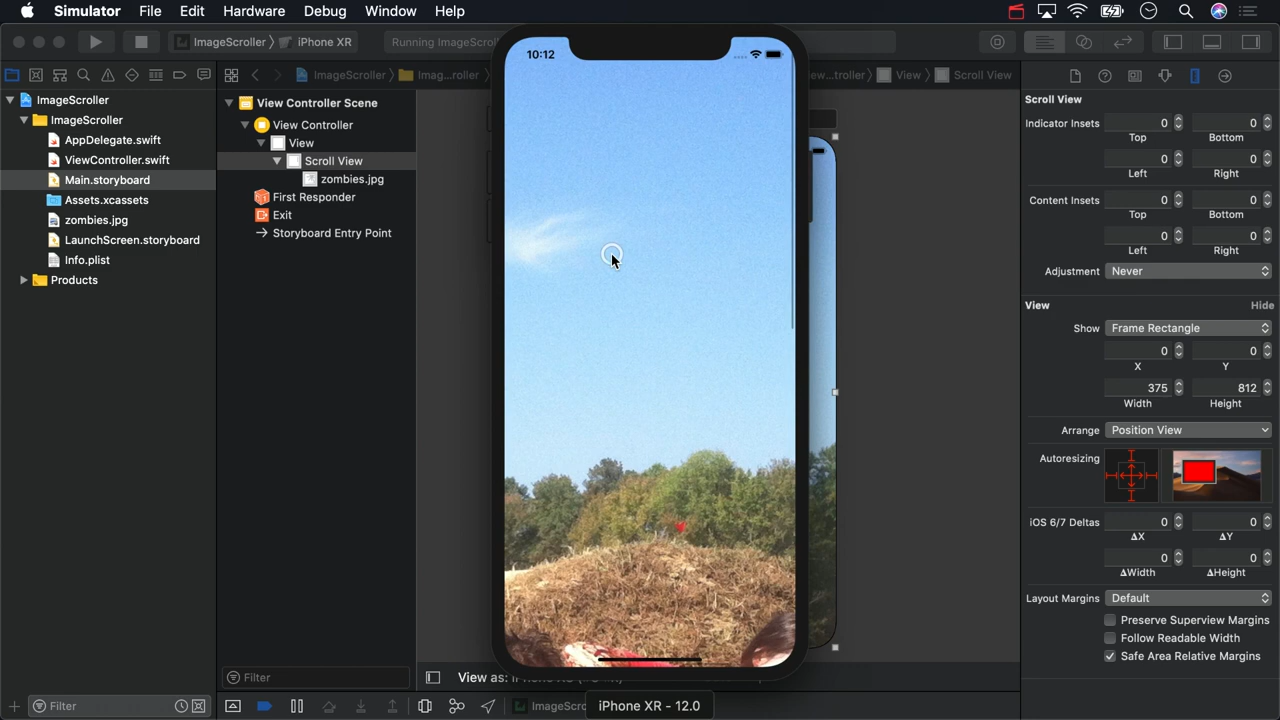 Simulator File Edit Hardware Debug Window Help
ImageScroller iPhone XR Running ImageSc
ImageScroller Imag...roller ew...troller View Scroll View
ImageScroller
ImageScroller
AppDelegate.swift
ViewController.swift
Main.storyboard
Assets.xcassets
zombies.jpg
LaunchScreen.storyboard
Info.plist
Products
Filter
View Controller Scene
View Controller
View
Scroll View
zombies.jpg
First Responder
Exit
Storyboard Entry Point
Filter
10:12
View as:
ImageScr
iPhone XR - 12.0
Scroll View
Indicator Insets 0 0
Top Bottom
0 0
Left Right
Content Insets 0 0
Top Bottom
0 0
Left Right
Adjustment Never
View Hide
Show Frame Rectangle
0 0
X Y
375 812
Width Height
Arrange Position View
Autoresizing
iOS 6/7 Deltas 0 0
ΔX ΔY
0 0
ΔWidth ΔHeight
Layout Margins Default
Preserve Superview Margins
Follow Readable Width
Safe Area Relative Margins